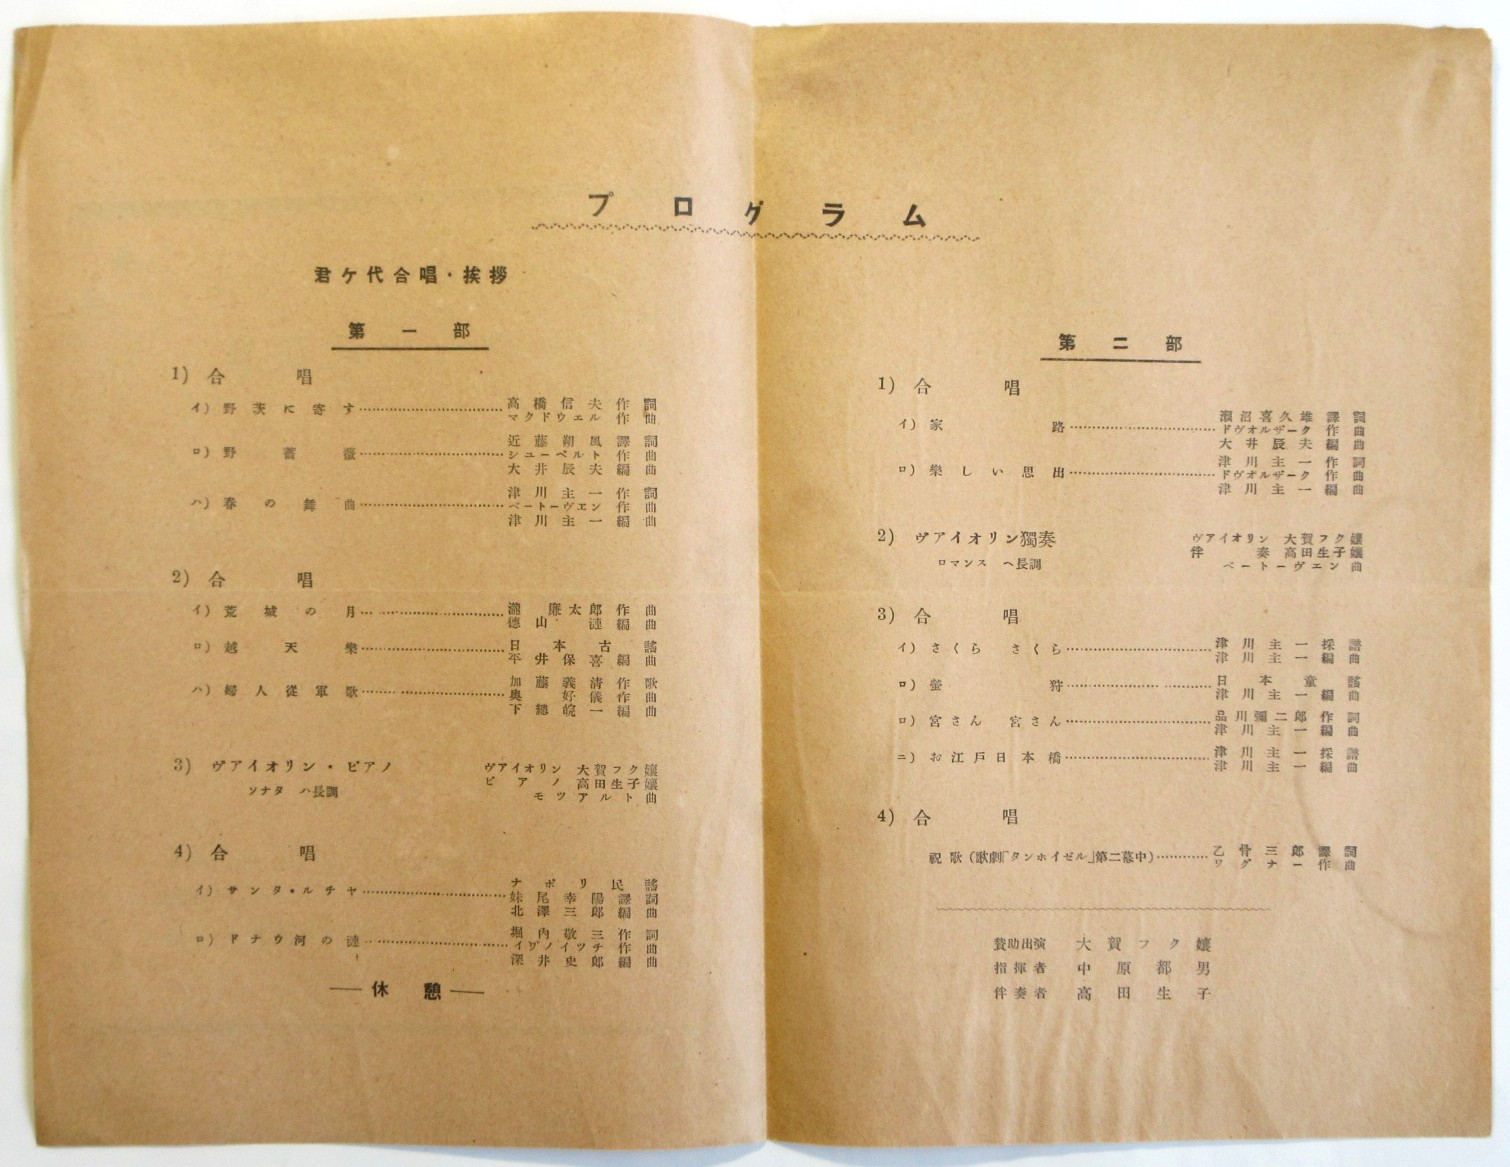 プログラム
君ケ代合唱・挨拶
第一部
1) 合唱
イ) 野茨に寄す 高橋信夫作詞
マクドウェル作曲
ロ) 野薔薇 近藤朔風譯詞
シューベルト作曲
大井辰夫編曲
ハ) 春の舞曲 津川主一作詞
ベートーヴエン作曲
津川主一編曲
2) 合唱
イ) 荒城の月 瀧廉太郎作曲
徳山漣編曲
ロ) 越天樂 日本古謠
平井保喜編曲
ハ) 婦人從軍歌 加藤義清作歌
奥好儀作曲
下總皖一編曲
3) ヴアイオリン・ピアノ ヴアイオリン 大賀フク孃
ソナタ ハ長調 ピアノ 高田生子孃
モツアルト曲
4) 合唱
イ) サンタ・ルチヤ ナポリ民謠
妹尾幸陽譯詞
北澤三郎編曲
ロ) ドナウ河の漣 堀内敬三作詞
イヴノイツチ作曲
深井史郎編曲
―休憩―
第二部
1) 合唱
イ) 家路 瀬沼喜久雄譯詞
ドヴオルザーク作曲
大井辰夫編曲
ロ) 樂しい思出 津川主一作詞
ドヴオルザーク作曲
津川主一編曲
2) ヴアイオリン獨奏 ヴアイオリン 大賀フク孃
ロマンス ヘ長調 伴奏 高田生子孃
ベートーヴエン曲
3) 合唱
イ) さくら さくら 津川主一採譜
津川主一編曲
ロ) 螢狩 日本童謠
津川主一編曲
ロ) 宮さん 宮さん 品川彌二郎作詞
津川主一編曲
ニ) お江戸日本橋 津川主一採譜
津川主一編曲
4) 合唱
祝歌(歌劇「タンホイゼル」第二幕中) 乙骨三郎譯詞
ワグナー作曲
賛助出演 大賀フク孃
指揮者 中原都男
伴奏者 高田生子